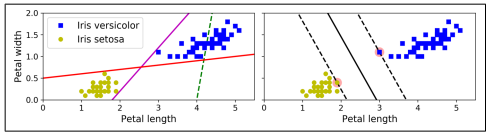 2.0
1.5
1.0
0.5
0.0
Petal width
Iris versicolor
Iris setosa
0 1 2 3 4 5
Petal length
0 1 2 3 4 5
Petal length